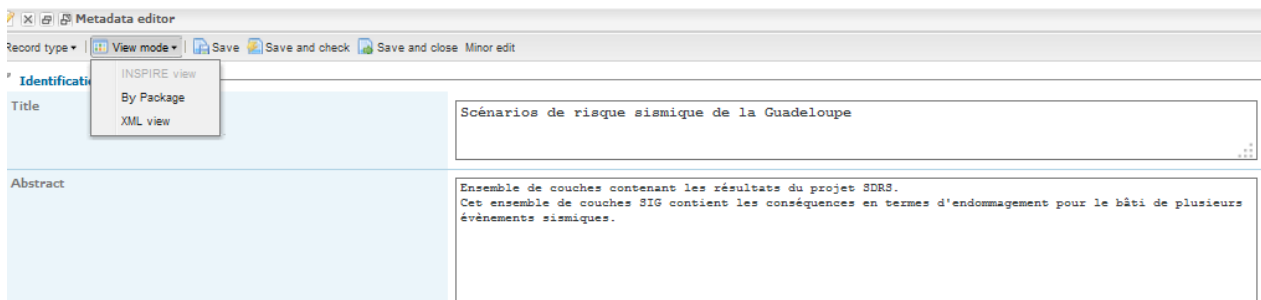 Metadata editor
Record type View mode Save Save and check Save and close Minor edit
INSPIRE view
Identificati
By Package
Title
Scénarios de risque sismique de la Guadeloupe
XML view
Abstract
Ensemble de couches contenant les résultats du projet SDRS.
Cet ensemble de couches SIG contient les conséquences en termes d'endommagement pour le bâti de plusieurs
évènements sismiques.